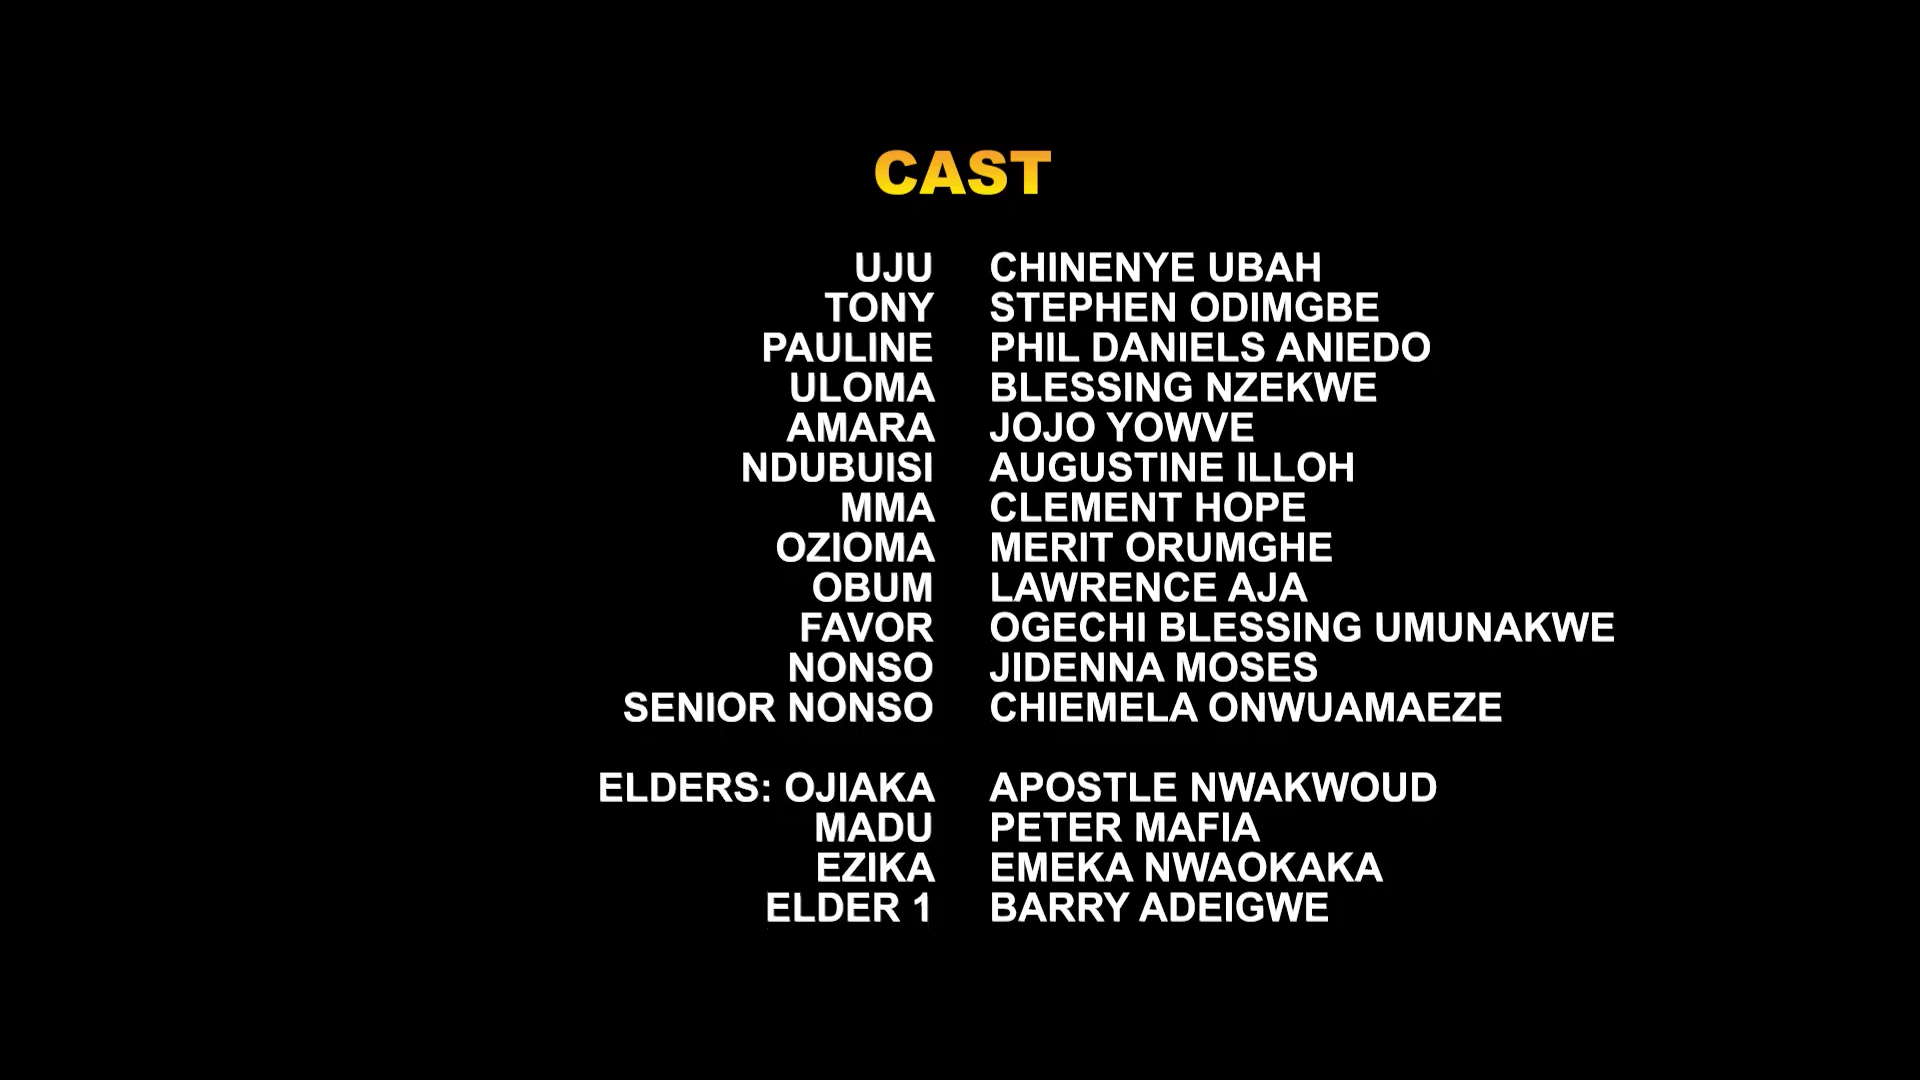 CAST
UJU CHINENYE UBAH
TONY STEPHEN ODIMGBE
PAULINE PHIL DANIELS ANIEDO
ULOMA BLESSING NZEKWE
AMARA JOJO YOWVE
NDUBUISI AUGUSTINE ILLOH
MMA CLEMENT HOPE
OZIOMA MERIT ORUMGHE
OBUM LAWRENCE AJA
FAVOR OGECHI BLESSING UMUNAKWE
NONSO JIDENNA MOSES
SENIOR NONSO CHIEMELA ONWUAMAEZE
ELDERS: OJIAKA APOSTLE NWAKWOUD
MADU PETER MAFIA
EZIKA EMEKA NWAOKAKA
ELDER 1 BARRY ADEIGWE